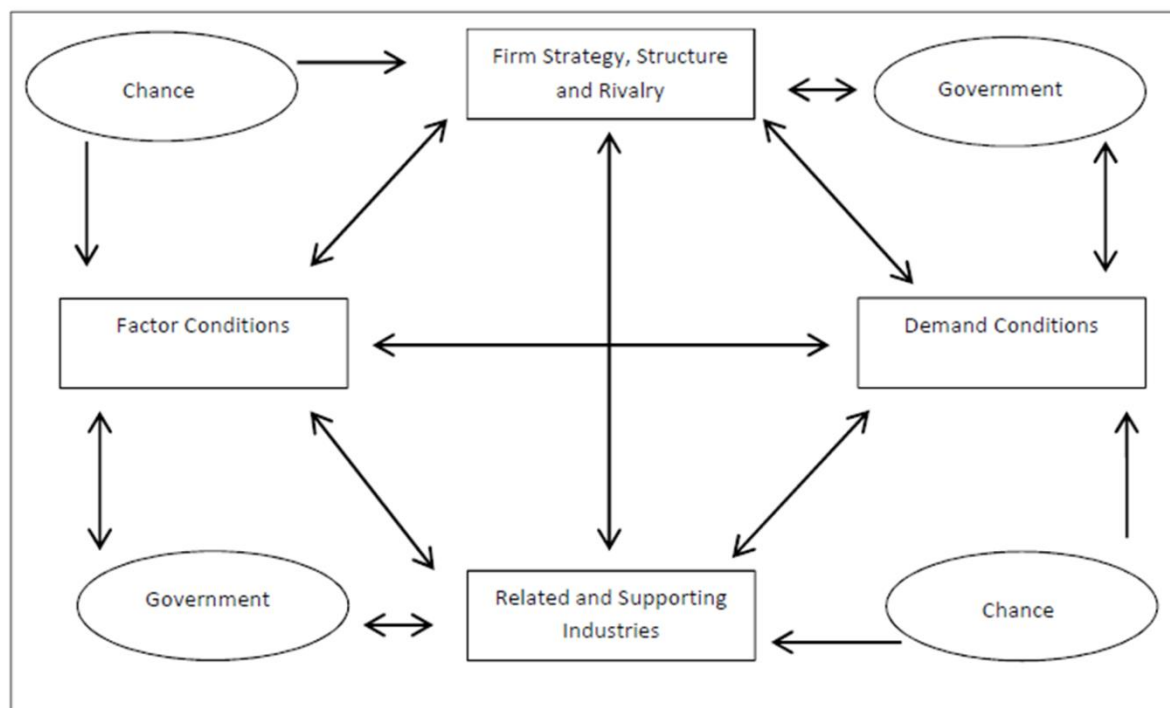 Firm Strategy, Structure
and Rivalry
Chance
Government
Factor Conditions
Demand Conditions
Government
Related and Supporting
Industries
Chance